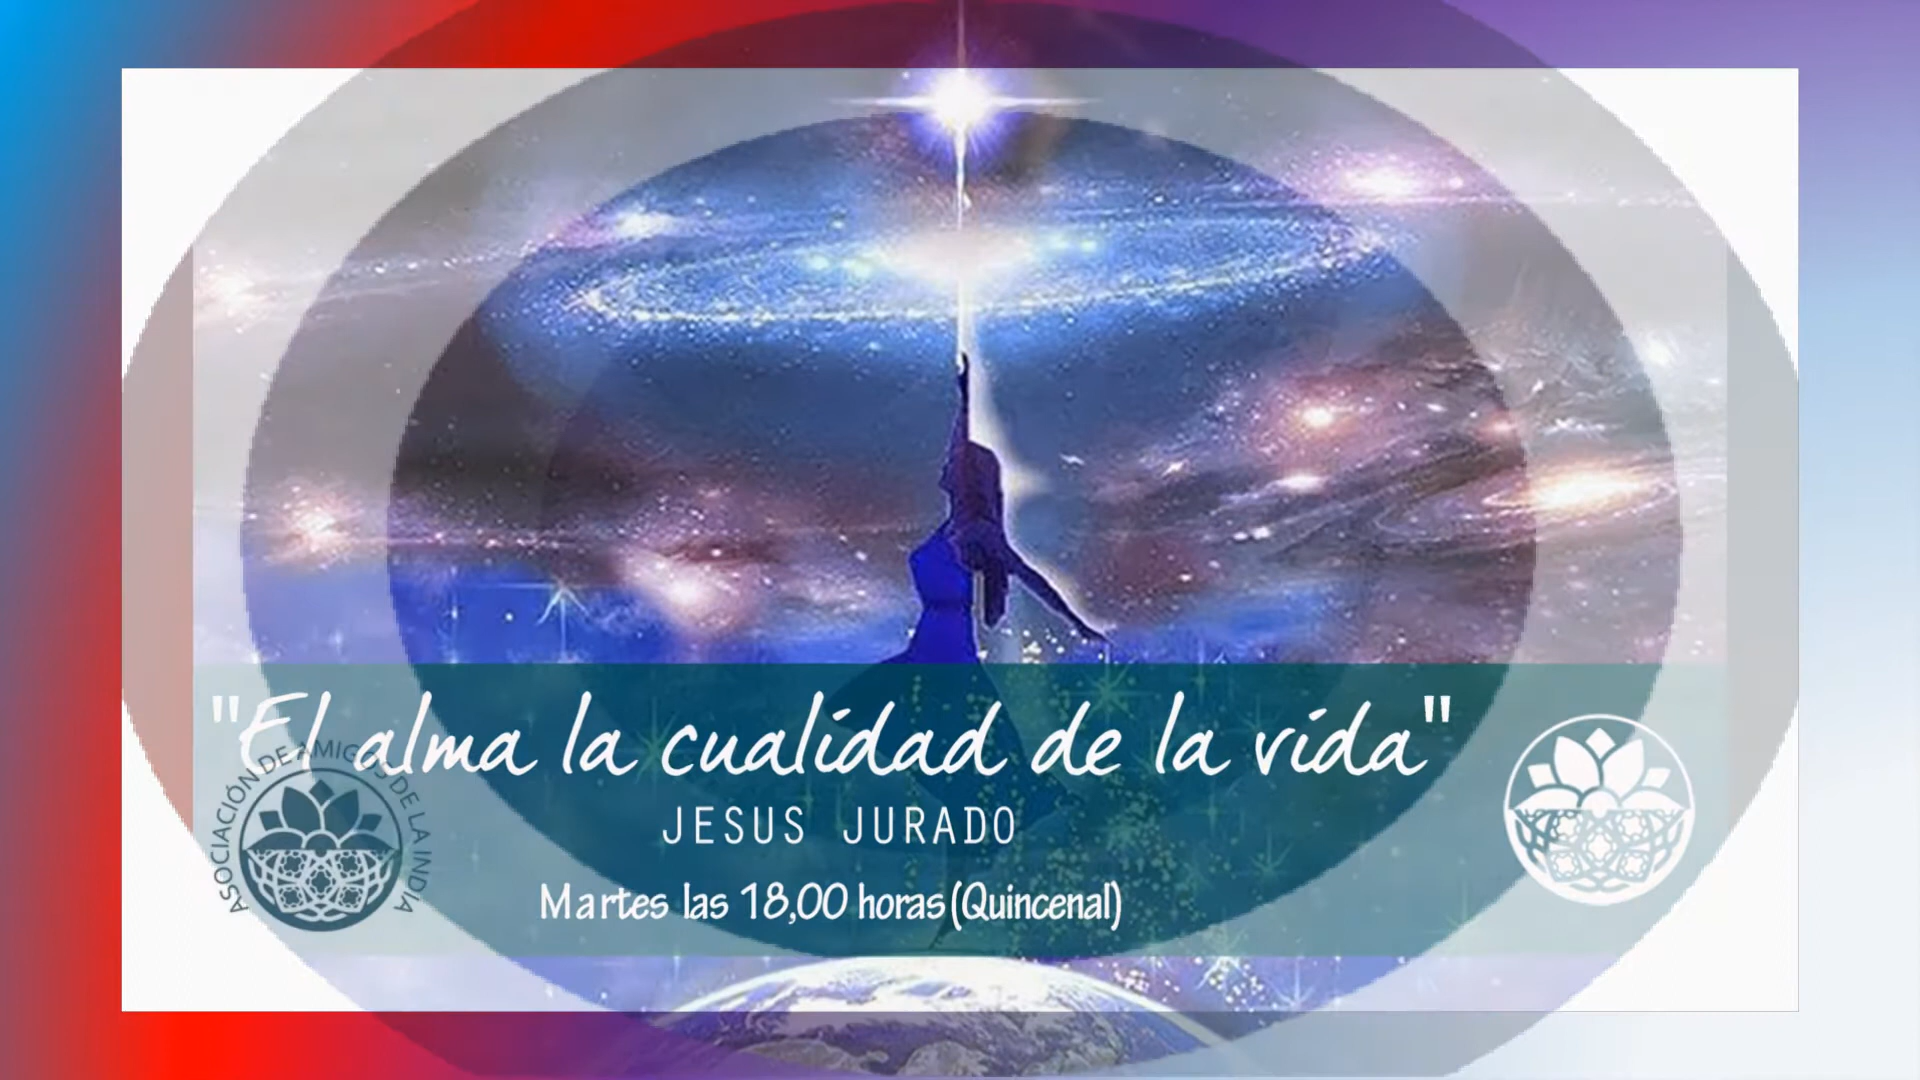 "El alma la cualidad de la vida"
JESUS JURADO
Martes las 18,00 horas (Quincenal)
ASOCIACIÓN DE AMIGOS DE LA INDIA